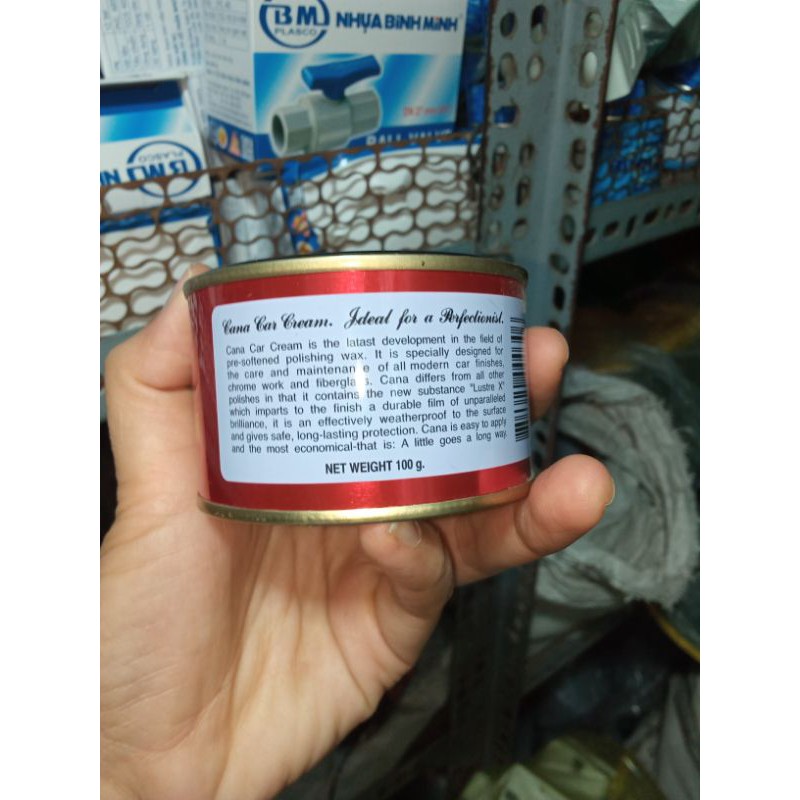 BM
PLASCO
NHỰA BÌNH MINH
BALL VALVE
BM
PLASCO
Cana Car Cream. Ideal for a Perfectionist.
Cana Car Cream is the latast development in the field of
pre-softened polishing wax. It is specially designed for
the care and maintenance of all modern car finishes,
chrome work and fiberglass. Cana differs from all other
polishes in that it contains the new substance "Lustre X"
which imparts to the finish a durable film of unparalleled
brilliance, it is an effectively weatherproof to the surface
and gives safe, long-lasting protection. Cana is easy to apply
and the most economical-that is: A little goes a long way.
NET WEIGHT 100 g.